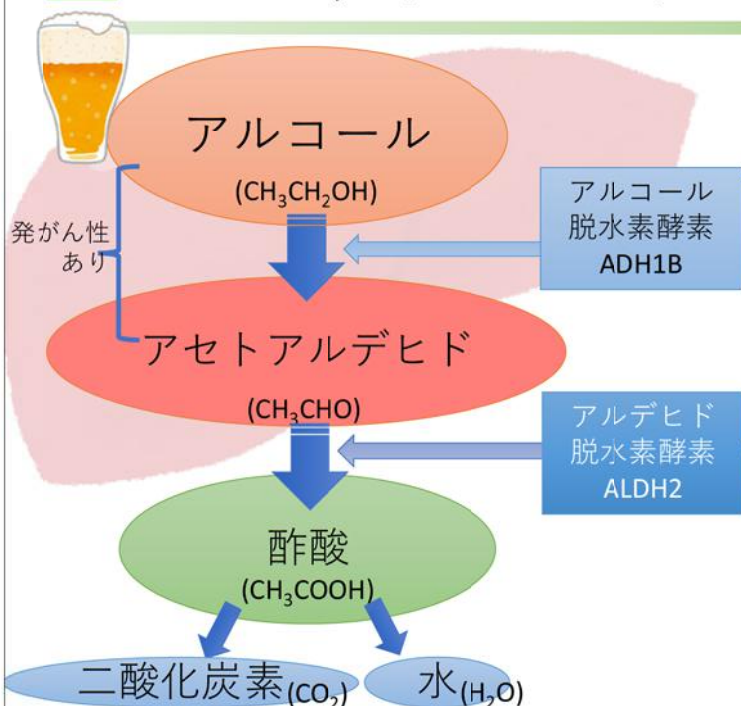 アルコール
(CH₃CH₂OH)
発がん性
あり
アルコール
脱水素酵素
ADH1B
アセトアルデヒド
(CH₃CHO)
アルデヒド
脱水素酵素
ALDH2
酢酸
(CH₃COOH)
二酸化炭素(CO₂)
水(H₂O)